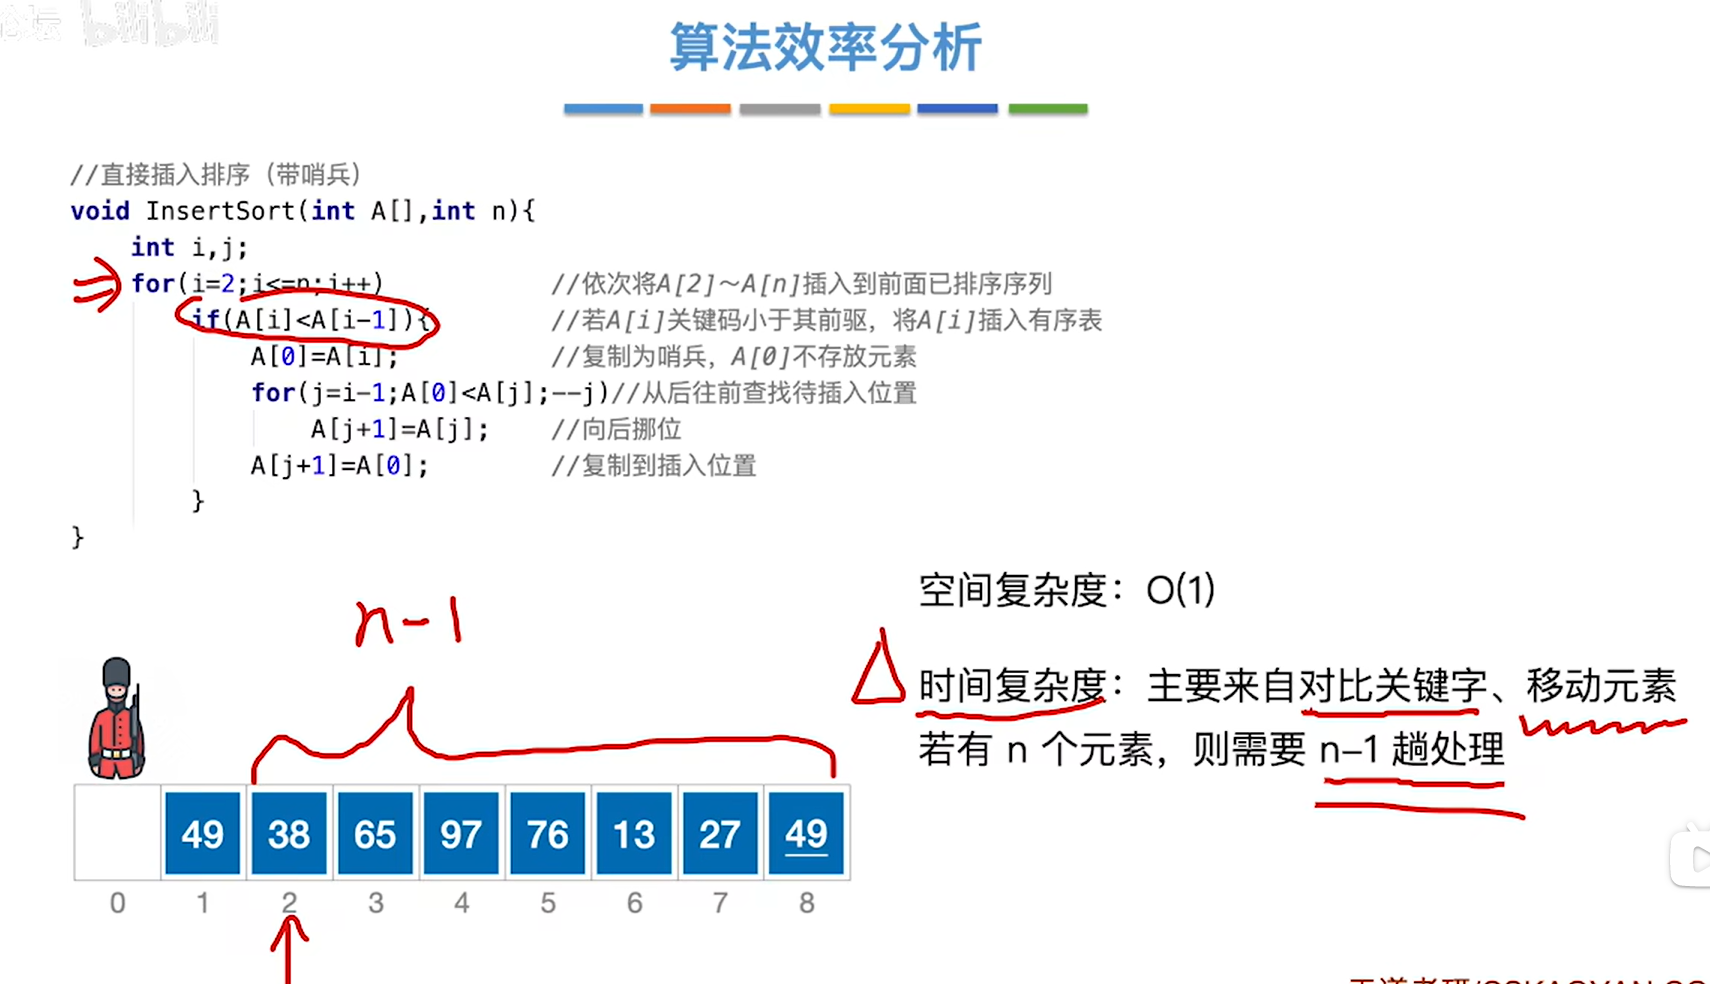 bilibili
算法效率分析
//直接插入排序（带哨兵）
void InsertSort(int A[],int n){
int i,j;
for(i=2;i<=n;i++) //依次将A[2]～A[n]插入到前面已排序序列
if(A[i]<A[i-1]){ //若A[i]关键码小于其前驱，将A[i]插入有序表
A[0]=A[i]; //复制为哨兵，A[0]不存放元素
for(j=i-1;A[0]<A[j];--j)//从后往前查找待插入位置
A[j+1]=A[j]; //向后挪位
A[j+1]=A[0]; //复制到插入位置
}
}
空间复杂度：O(1)
n-1
时间复杂度：主要来自对比关键字、移动元素
若有 n 个元素，则需要 n-1 趟处理
49 38 65 97 76 13 27 49
0 1 2 3 4 5 6 7 8